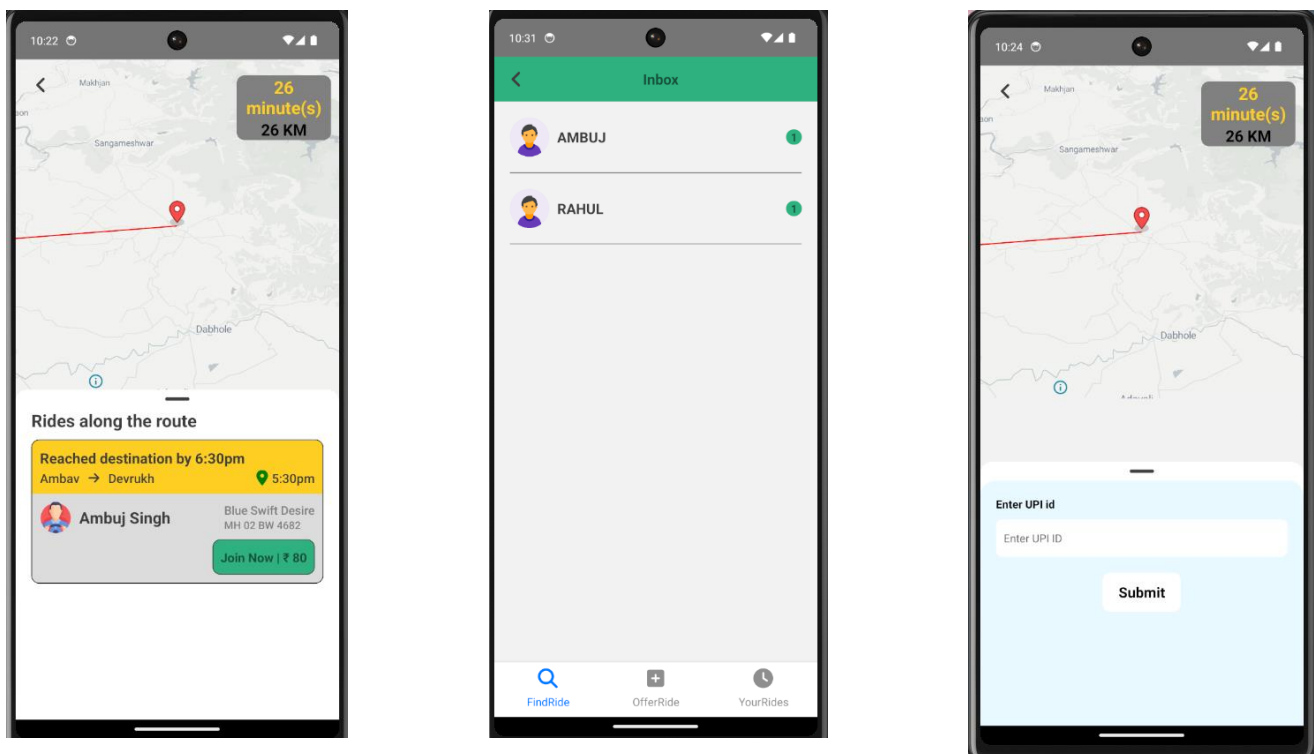 10:22
Makhjan
26
minute(s)
26 KM
Sangameshwar
Dabhole
Rides along the route
Reached destination by 6:30pm
Ambav → Devrukh
5:30pm
Ambuj Singh
Blue Swift Desire
MH 02 BW 4682
Join Now | ₹ 80
10:31
Inbox
AMBUJ
1
RAHUL
1
FindRide
OfferRide
YourRides
10:24
Makhjan
26
minute(s)
26 KM
Sangameshwar
Dabhole
Enter UPI id
Enter UPI ID
Submit